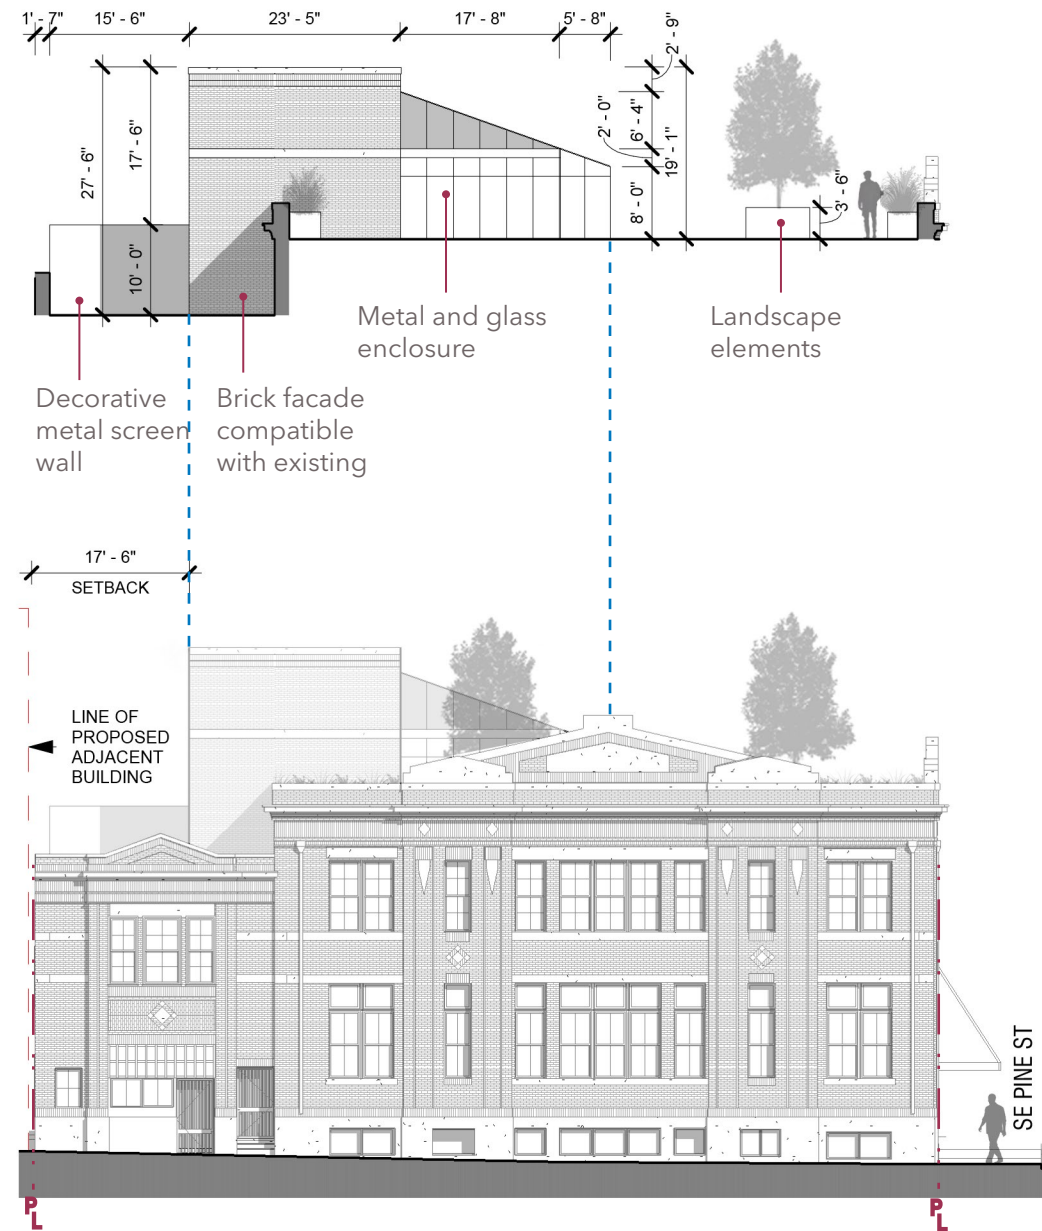 1' - 7"
15' - 6"
23' - 5"
17' - 8"
5' - 8"
2' - 9"
27' - 6"
17' - 6"
10' - 0"
2' - 0"
6' - 4"
19' - 1"
8' - 0"
3' - 6"
Metal and glass
enclosure
Landscape
elements
Decorative
metal screen
wall
Brick facade
compatible
with existing
17' - 6"
SETBACK
LINE OF
PROPOSED
ADJACENT
BUILDING
SE PINE ST
PL
PL